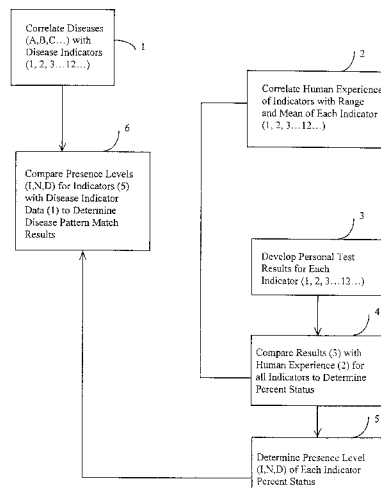 Correlate Diseases
(A,B,C...) with
Disease Indicators
(1, 2, 3...12...)
1
2
Correlate Human Experience
of Indicators with Range
and Mean of Each Indicator
(1, 2, 3...12...)
6
Compare Presence Levels
(I,N,D) for Indicators (5)
with Disease Indicator
Data (1) to Determine
Disease Pattern Match
Results
3
Develop Personal Test
Results for Each
Indicator (1, 2, 3...12...)
4
Compare Results (3) with
Human Experience (2) for
all Indicators to Determine
Percent Status
5
Determine Presence Level
(I,N,D) of Each Indicator
Percent Status